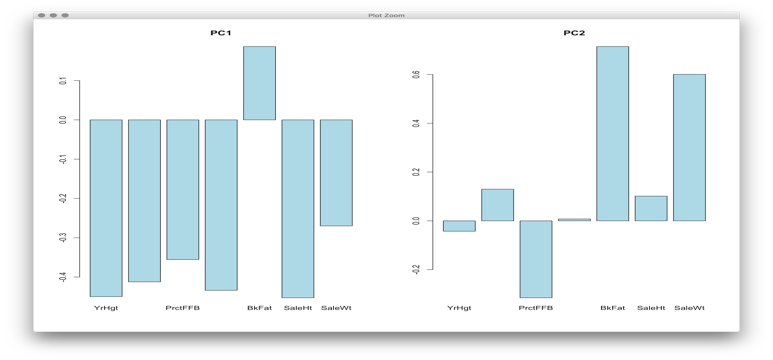 Plot Zoom
PC1
0.1
0.0
-0.1
-0.2
-0.3
-0.4
YrHgt PrctFFB BkFat SaleHt SaleWt
PC2
0.6
0.4
0.2
0.0
-0.2
YrHgt PrctFFB BkFat SaleHt SaleWt